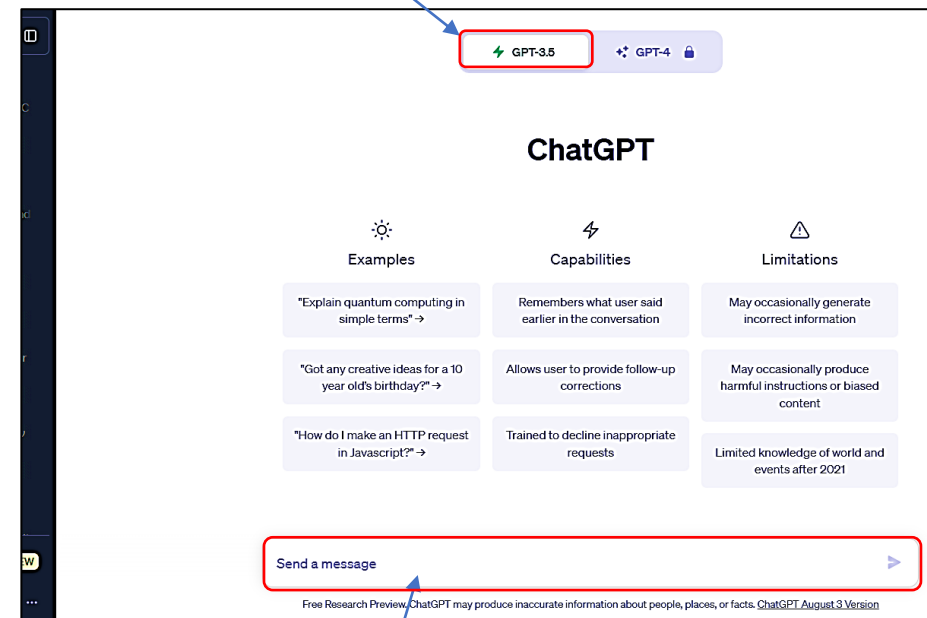 GPT-3.5 GPT-4
ChatGPT
Examples
Capabilities
Limitations
"Explain quantum computing in
simple terms" →
"Got any creative ideas for a 10
year old's birthday?" →
"How do I make an HTTP request
in Javascript?" →
Remembers what user said
earlier in the conversation
Allows user to provide follow-up
corrections
Trained to decline inappropriate
requests
May occasionally generate
incorrect information
May occasionally produce
harmful instructions or biased
content
Limited knowledge of world and
events after 2021
Send a message
Free Research Preview. ChatGPT may produce inaccurate information about people, places, or facts. ChatGPT August 3 Version